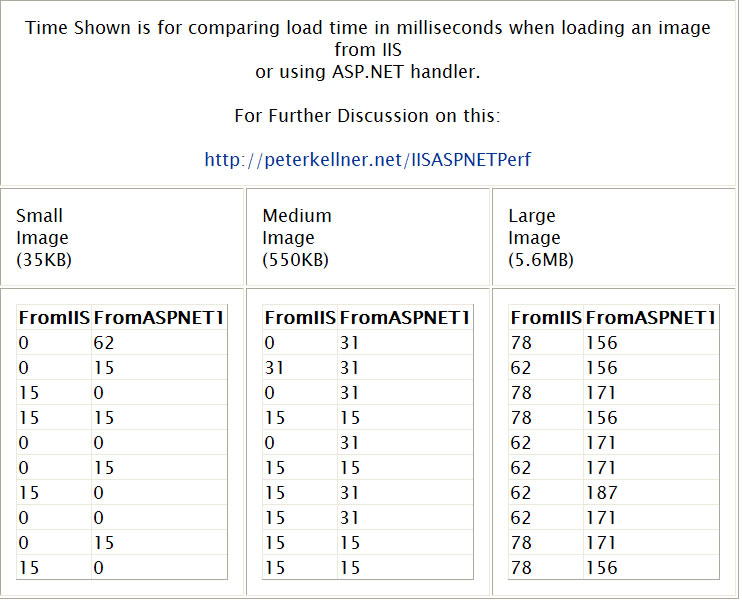 Time Shown is for comparing load time in milliseconds when loading an image
from IIS
or using ASP.NET handler.
For Further Discussion on this:
http://peterkellner.net/IISASPNETPerf
Small
Image
(35KB)
Medium
Image
(550KB)
Large
Image
(5.6MB)
FromIIS FromASPNET1
0 62
0 15
15 0
15 15
0 0
0 15
15 0
0 0
0 15
15 0
FromIIS FromASPNET1
0 31
31 31
0 31
15 15
0 31
15 15
15 31
15 31
15 15
15 15
FromIIS FromASPNET1
78 156
62 156
78 171
78 156
62 171
62 171
62 187
62 171
78 171
78 156